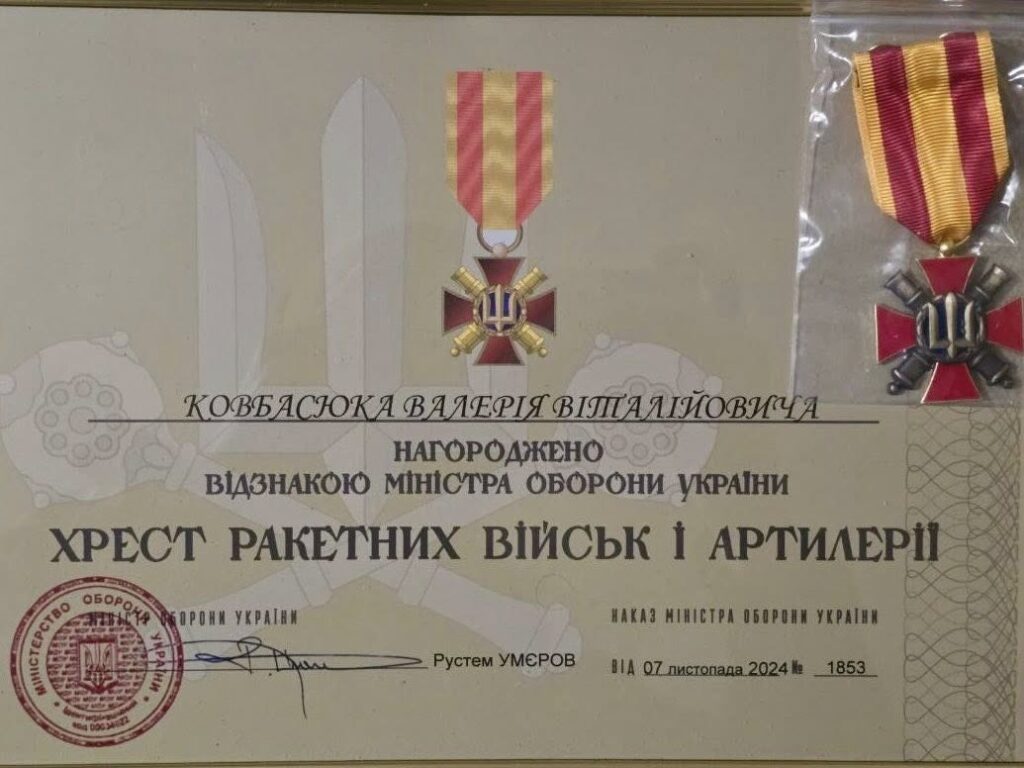 КОВБАСЮКА ВАЛЕРІЯ ВІТАЛІЙОВИЧА
НАГОРОДЖЕНО
ВІДЗНАКОЮ МІНІСТРА ОБОРОНИ УКРАЇНИ
ХРЕСТ РАКЕТНИХ ВІЙСЬК І АРТИЛЕРІЇ
МІНІСТР ОБОРОНИ УКРАЇНИ
Рустем УМЄРОВ
МІНІСТЕРСТВО ОБОРОНИ УКРАЇНИ
НАКАЗ МІНІСТРА ОБОРОНИ УКРАЇНИ
ВІД 07 листопада 2024 № 1853